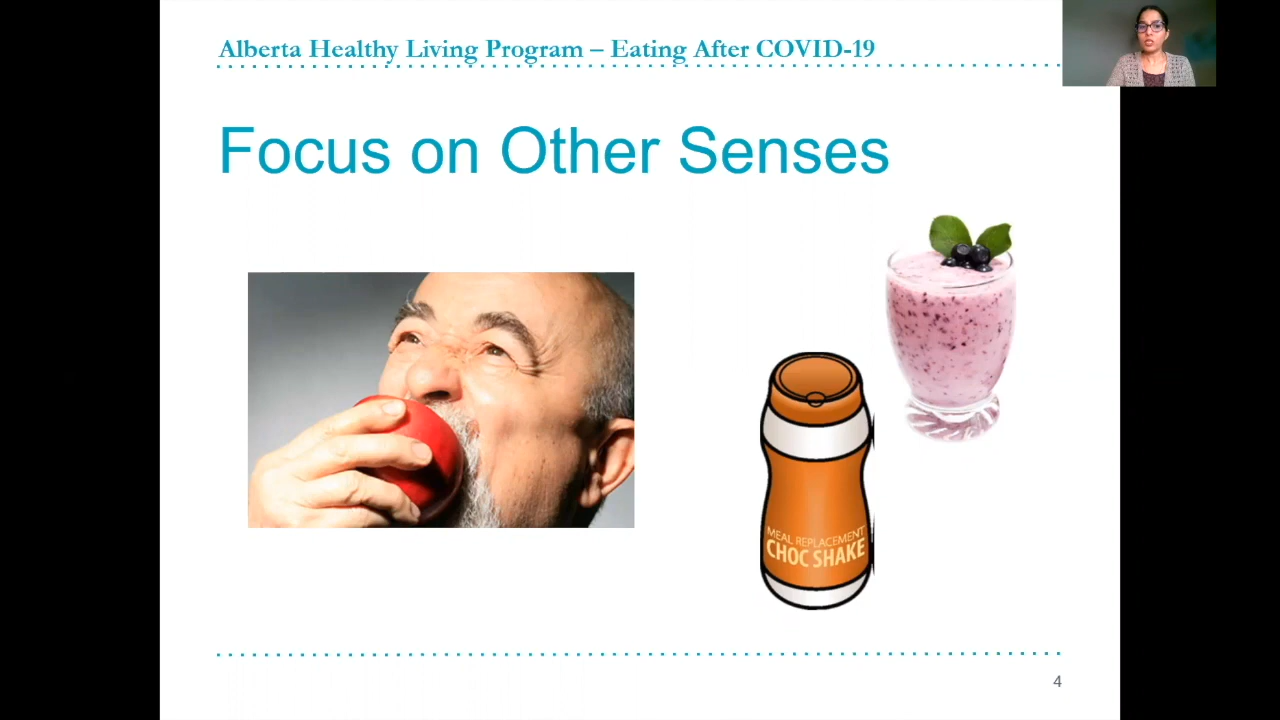 Alberta Healthy Living Program – Eating After COVID-19
Focus on Other Senses
MEAL REPLACEMENT
CHOC SHAKE
4